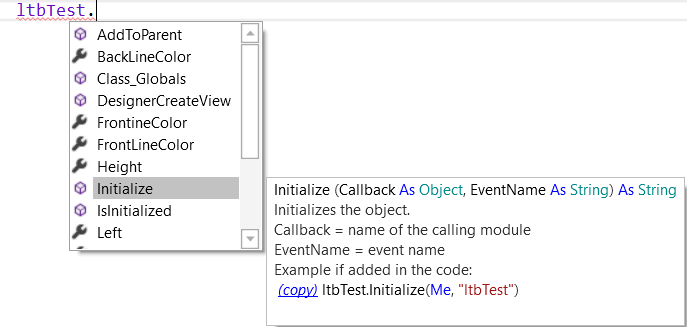 ltbTest.
AddToParent
BackLineColor
Class_Globals
DesignerCreateView
FrontineColor
FrontLineColor
Height
Initialize
IsInitialized
Left
Initialize (Callback As Object, EventName As String) As String
Initializes the object.
Callback = name of the calling module
EventName = event name
Example if added in the code:
(copy) ltbTest.Initialize(Me, "ltbTest")